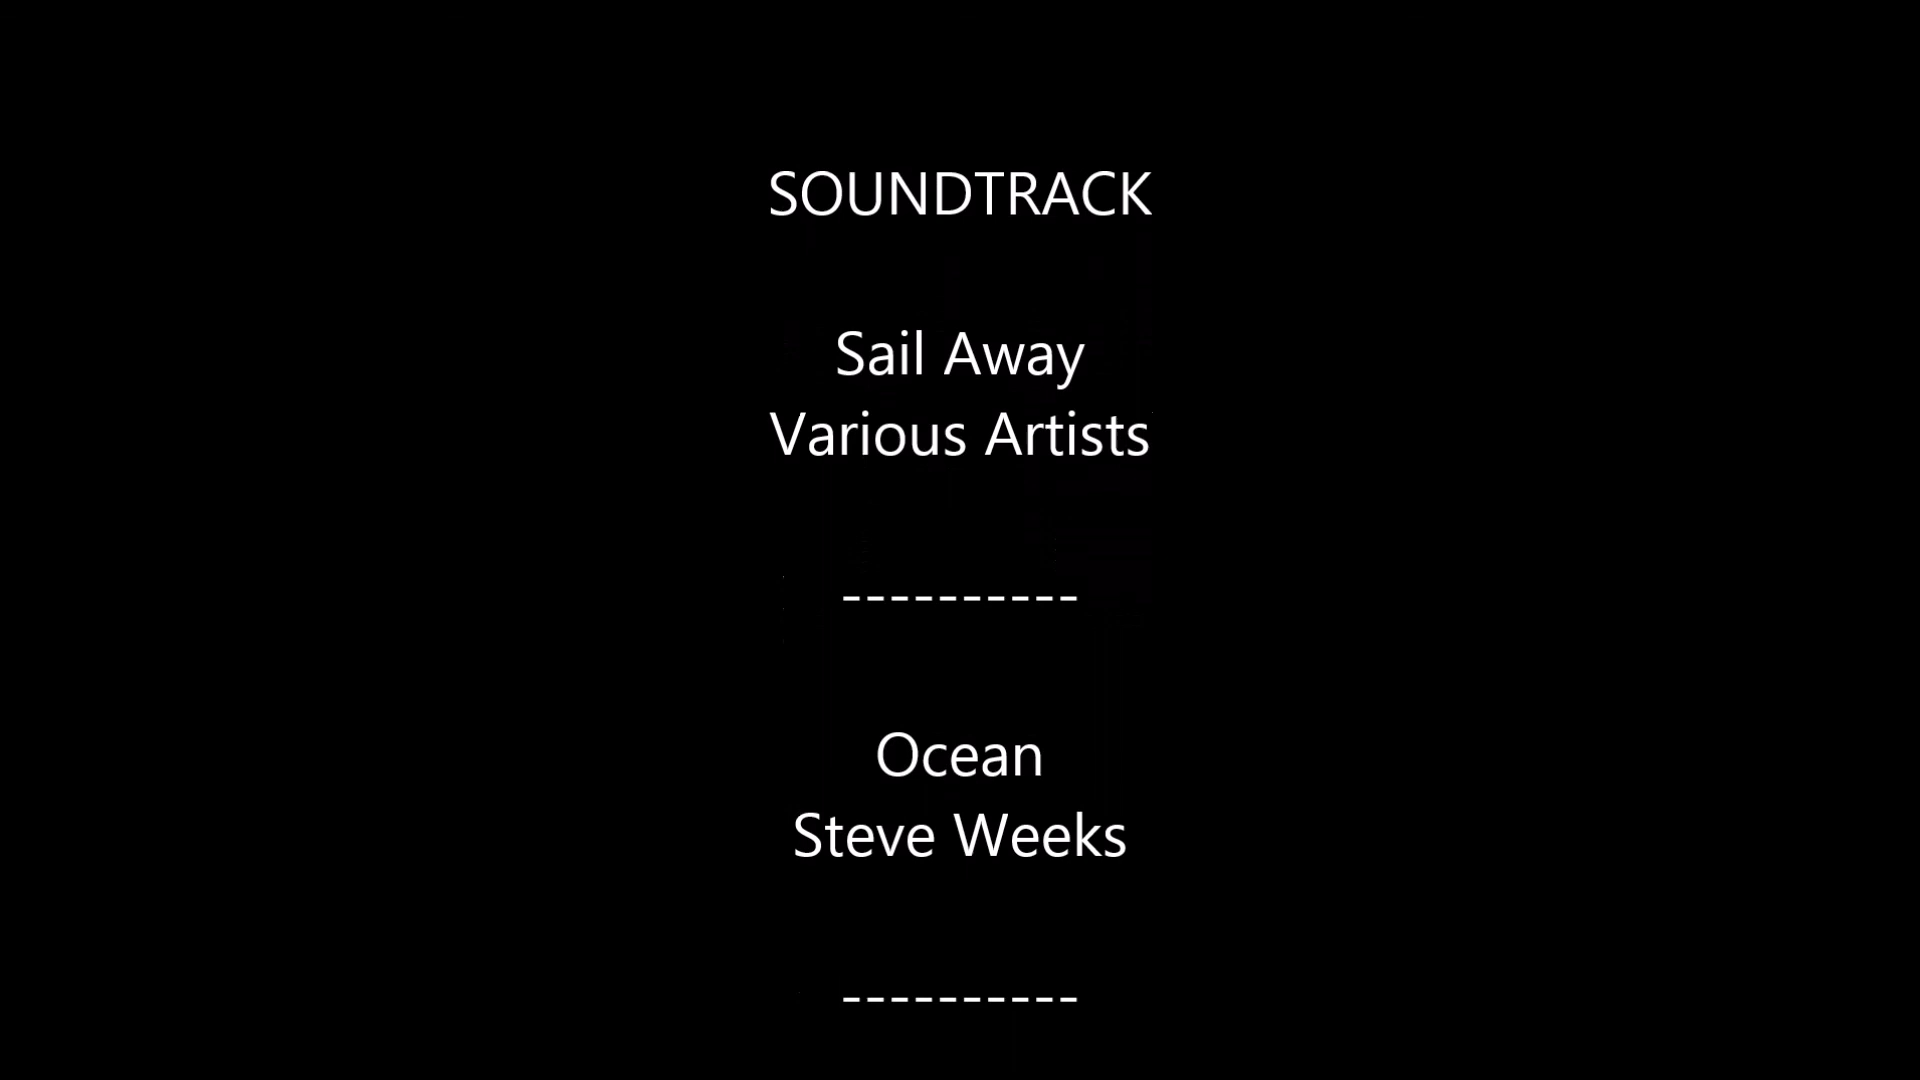 SOUNDTRACK
Sail Away
Various Artists
----------
Ocean
Steve Weeks
----------